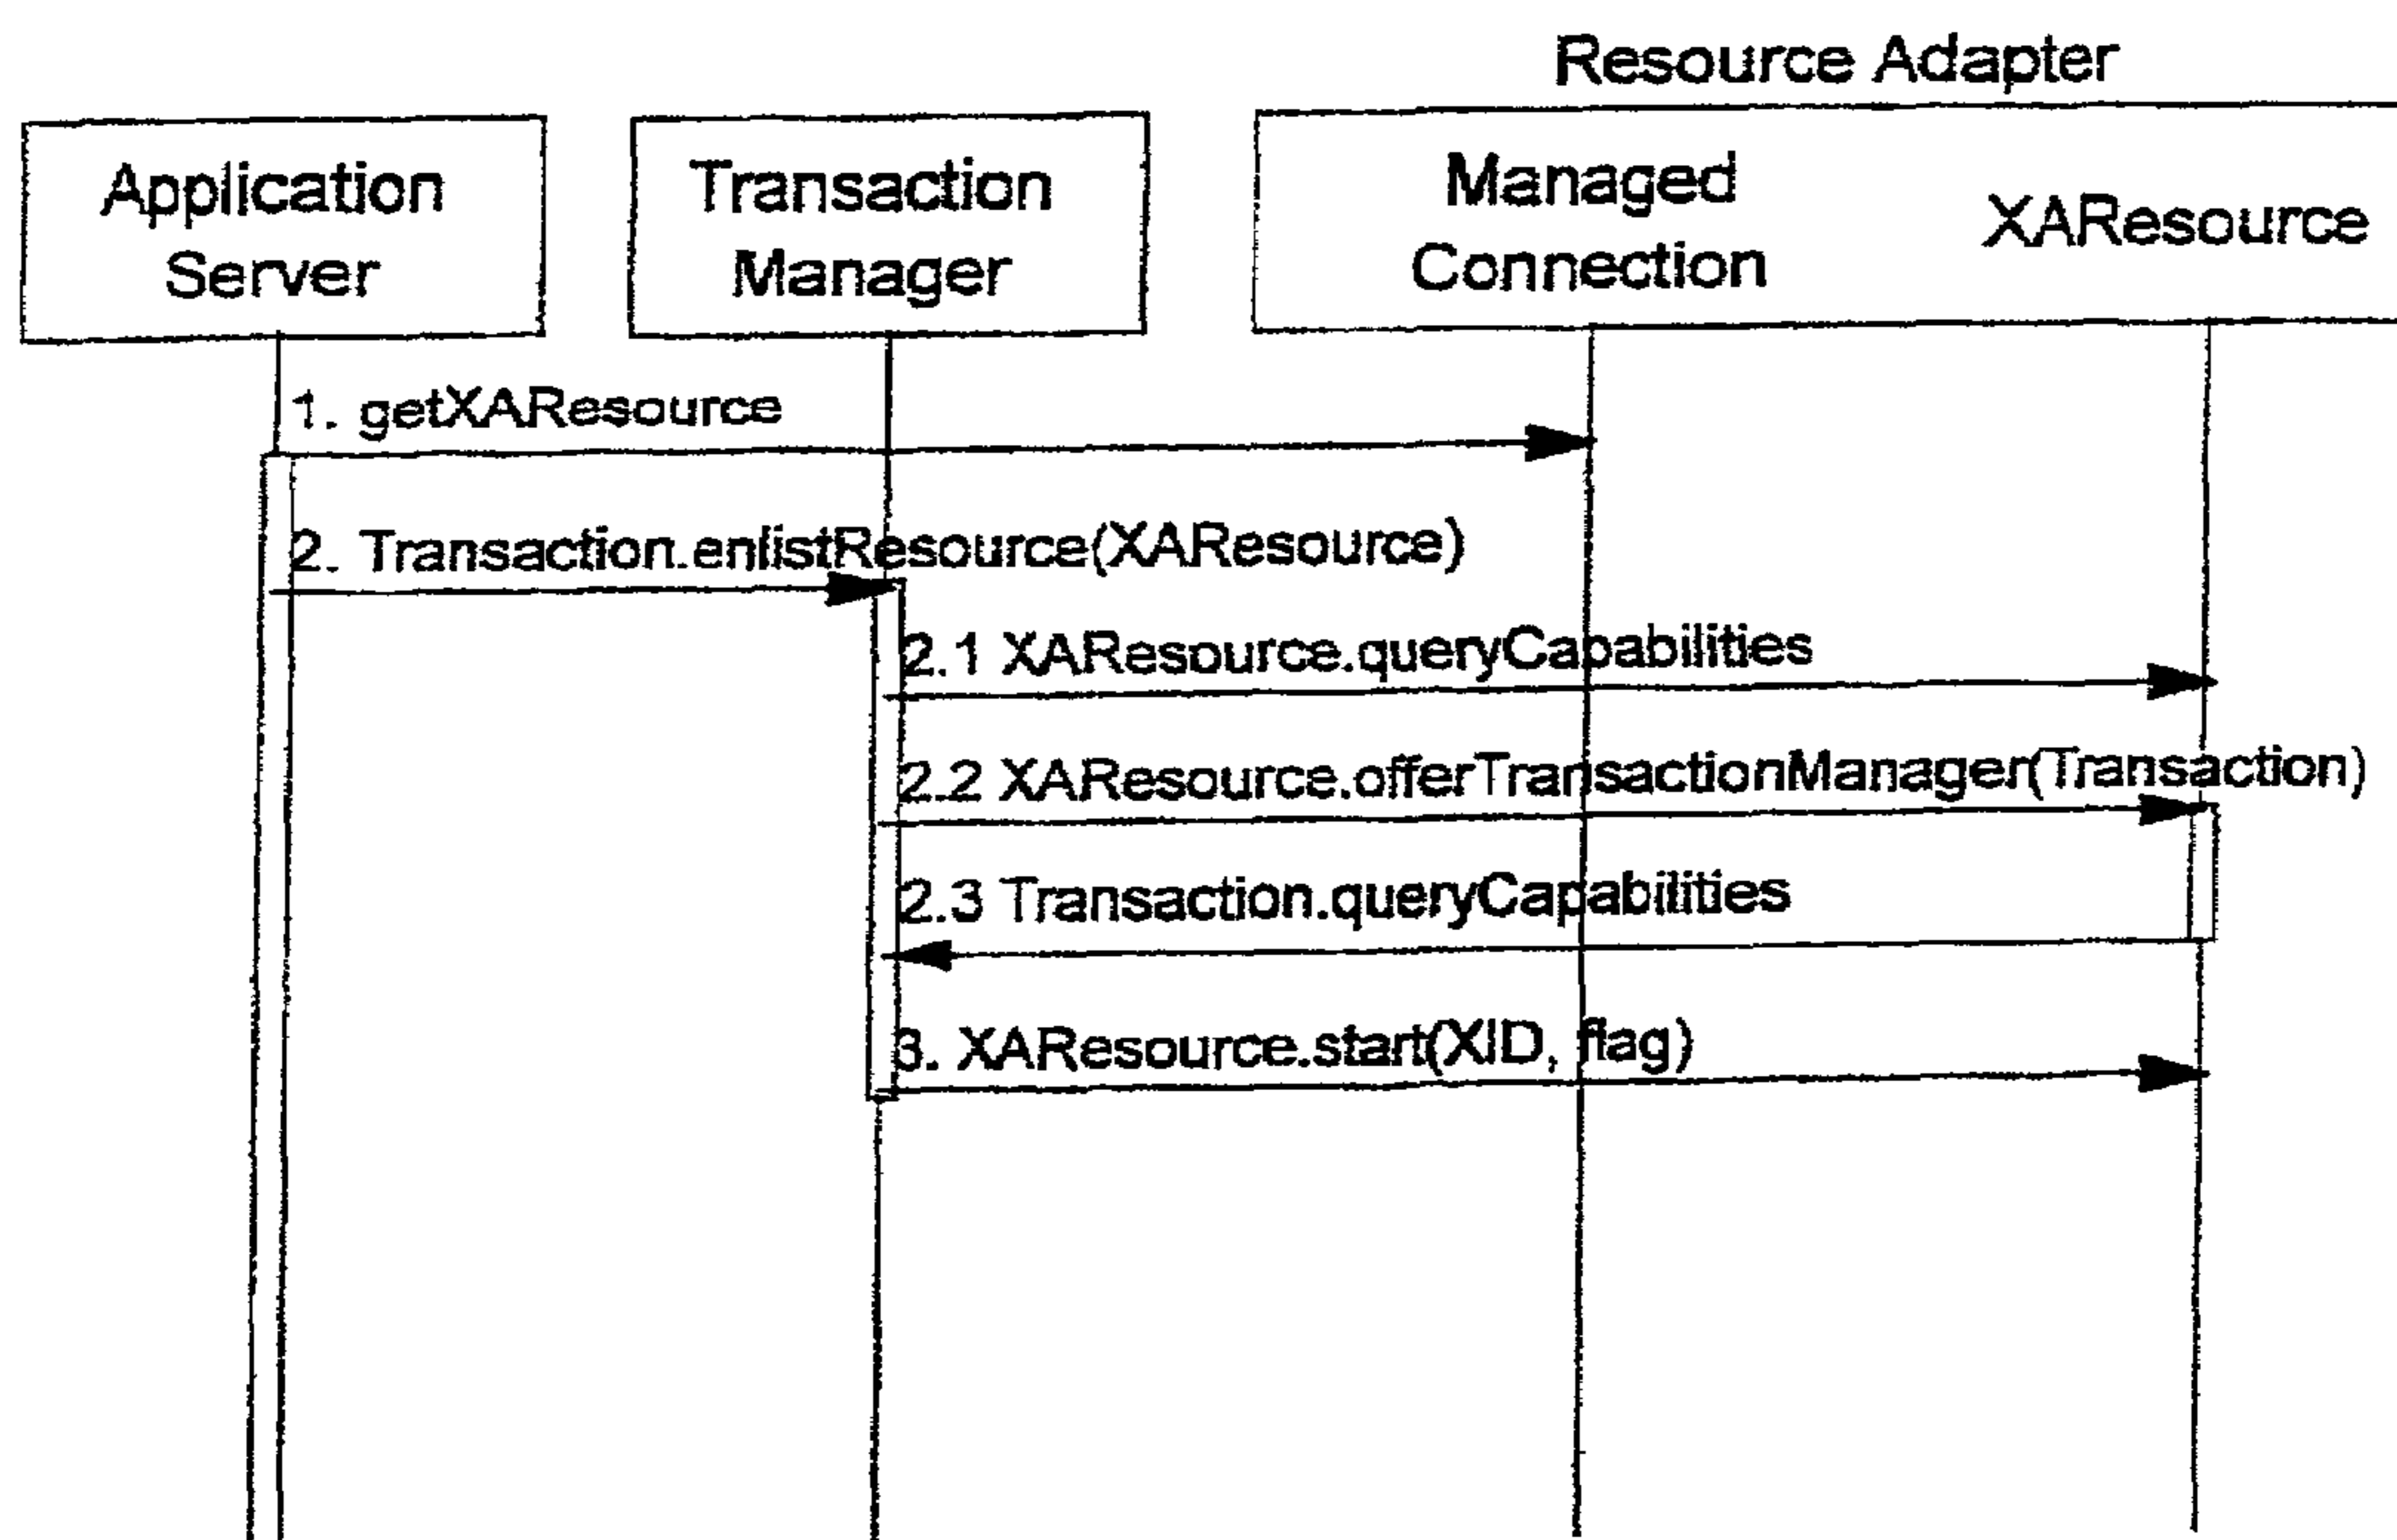 Resource Adapter
Application
Server
Transaction
Manager
Managed
Connection
XAResource
1. getXAResource
2. Transaction.enlistResource(XAResource)
2.1 XAResource.queryCapabilities
2.2 XAResource.offerTransactionManager(Transaction)
2.3 Transaction.queryCapabilities
3. XAResource.start(XID, flag)